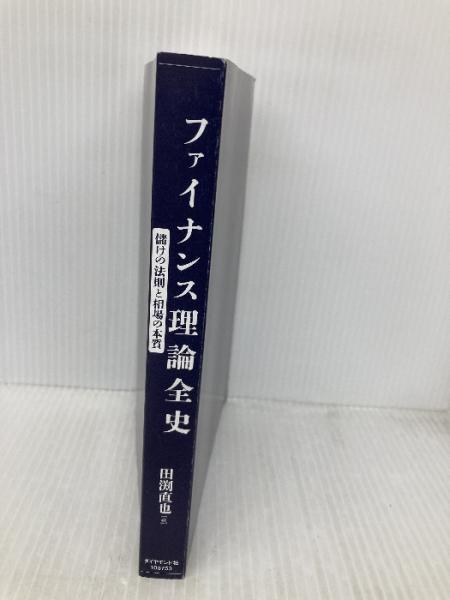 ファイナンス理論全史
儲けの法則と相場の本質
田渕直也[著]
ダイヤモンド社